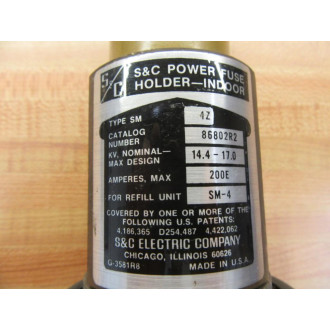 S&C POWER FUSE
S/C HOLDER—INDOOR
TYPE SM 4Z
CATALOG NUMBER 86802R2
KV, NOMINAL— MAX DESIGN 14.4 - 17.0
AMPERES, MAX 200E
FOR REFILL UNIT SM-4
COVERED BY ONE OR MORE OF THE
FOLLOWING U.S. PATENTS:
4,186,365 D254,487 4,422,062
S&C ELECTRIC COMPANY
CHICAGO, ILLINOIS 60626
G-3581R8 MADE IN U.S.A.